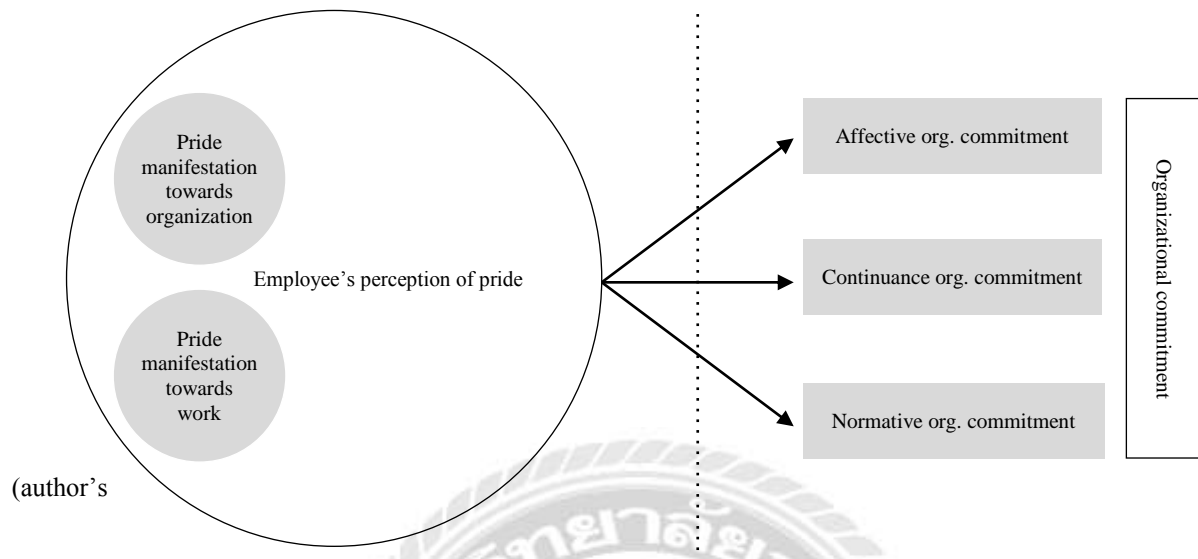 Pride
manifestation
towards
organization
Employee’s perception of pride
Pride
manifestation
towards
work
(author’s
Affective org. commitment
Continuance org. commitment
Normative org. commitment
Organizational commitment